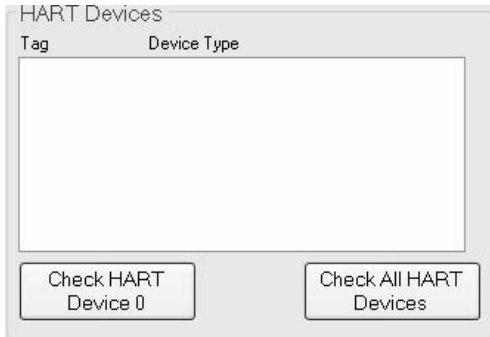 HART Devices
Tag Device Type
Check HART
Device 0
Check All HART
Devices